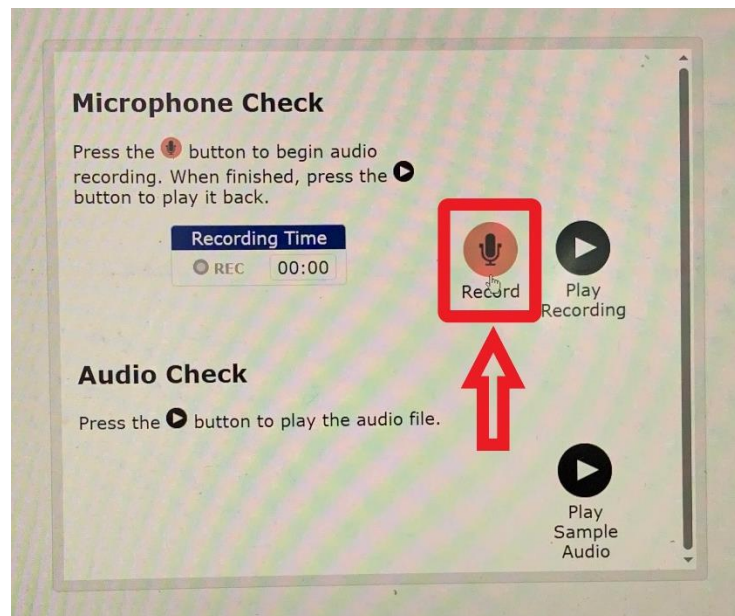 Microphone Check
Press the button to begin audio
recording. When finished, press the
button to play it back.
Recording Time
REC 00:00
Record
Play
Recording
Audio Check
Press the button to play the audio file.
Play
Sample
Audio